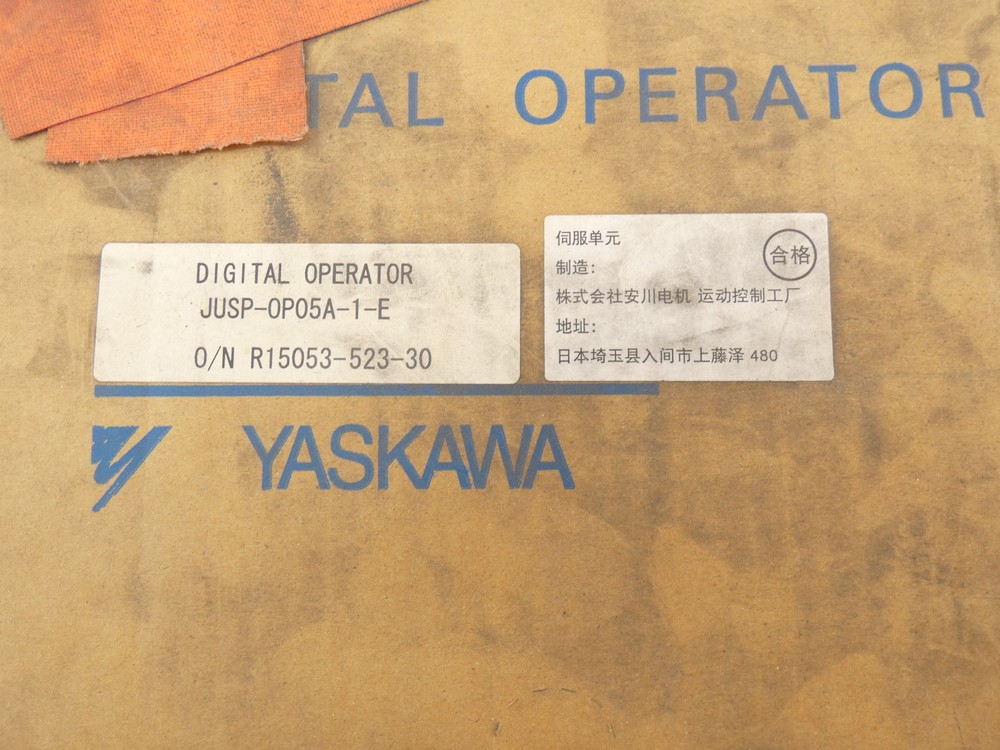 TAL OPERATOR
DIGITAL OPERATOR
JUSP-OP05A-1-E
O/N R15053-523-30
伺服单元
合格
制造:
株式会社安川电机 运动控制工厂
地址:
日本埼玉县入间市上藤泽 480
YASKAWA